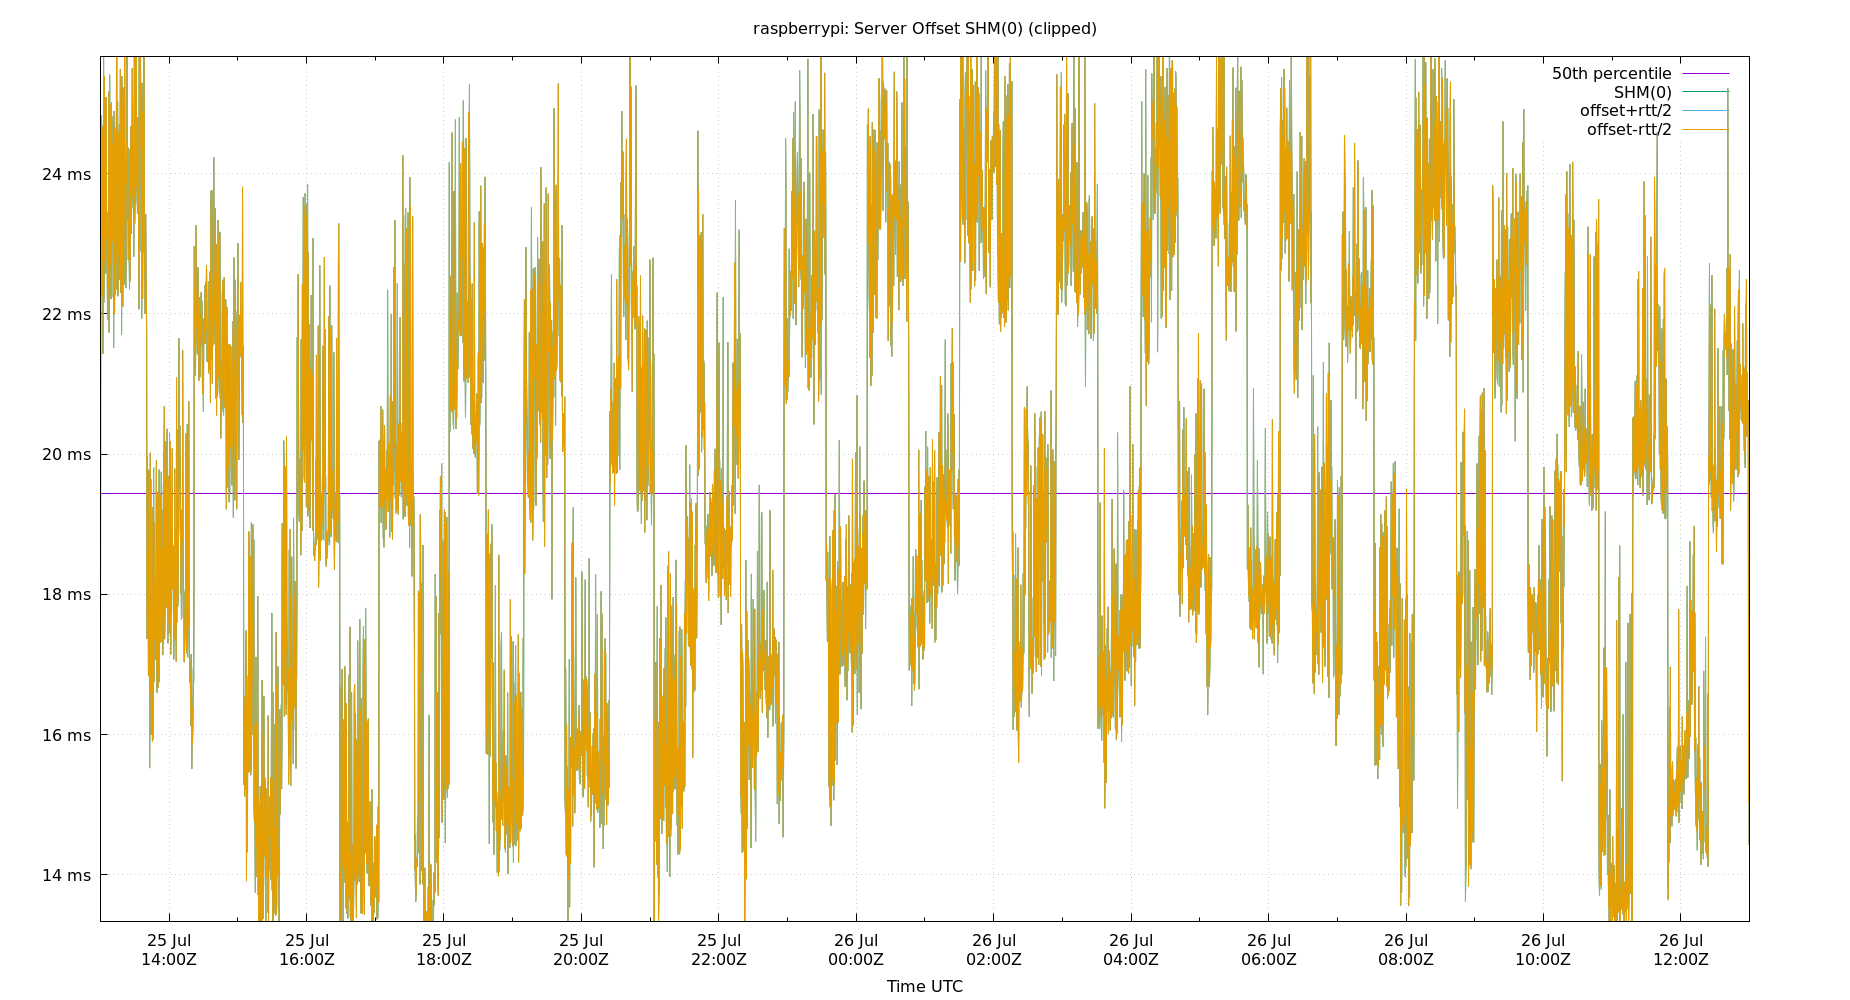 raspberrypi: Server Offset SHM(0) (clipped)
50th percentile
SHM(0)
offset+rtt/2
offset-rtt/2
24 ms
22 ms
20 ms
18 ms
16 ms
14 ms
25 Jul 25 Jul 25 Jul 25 Jul 25 Jul 26 Jul 26 Jul 26 Jul 26 Jul 26 Jul 26 Jul 26 Jul
14:00Z 16:00Z 18:00Z 20:00Z 22:00Z 00:00Z 02:00Z 04:00Z 06:00Z 08:00Z 10:00Z 12:00Z
Time UTC